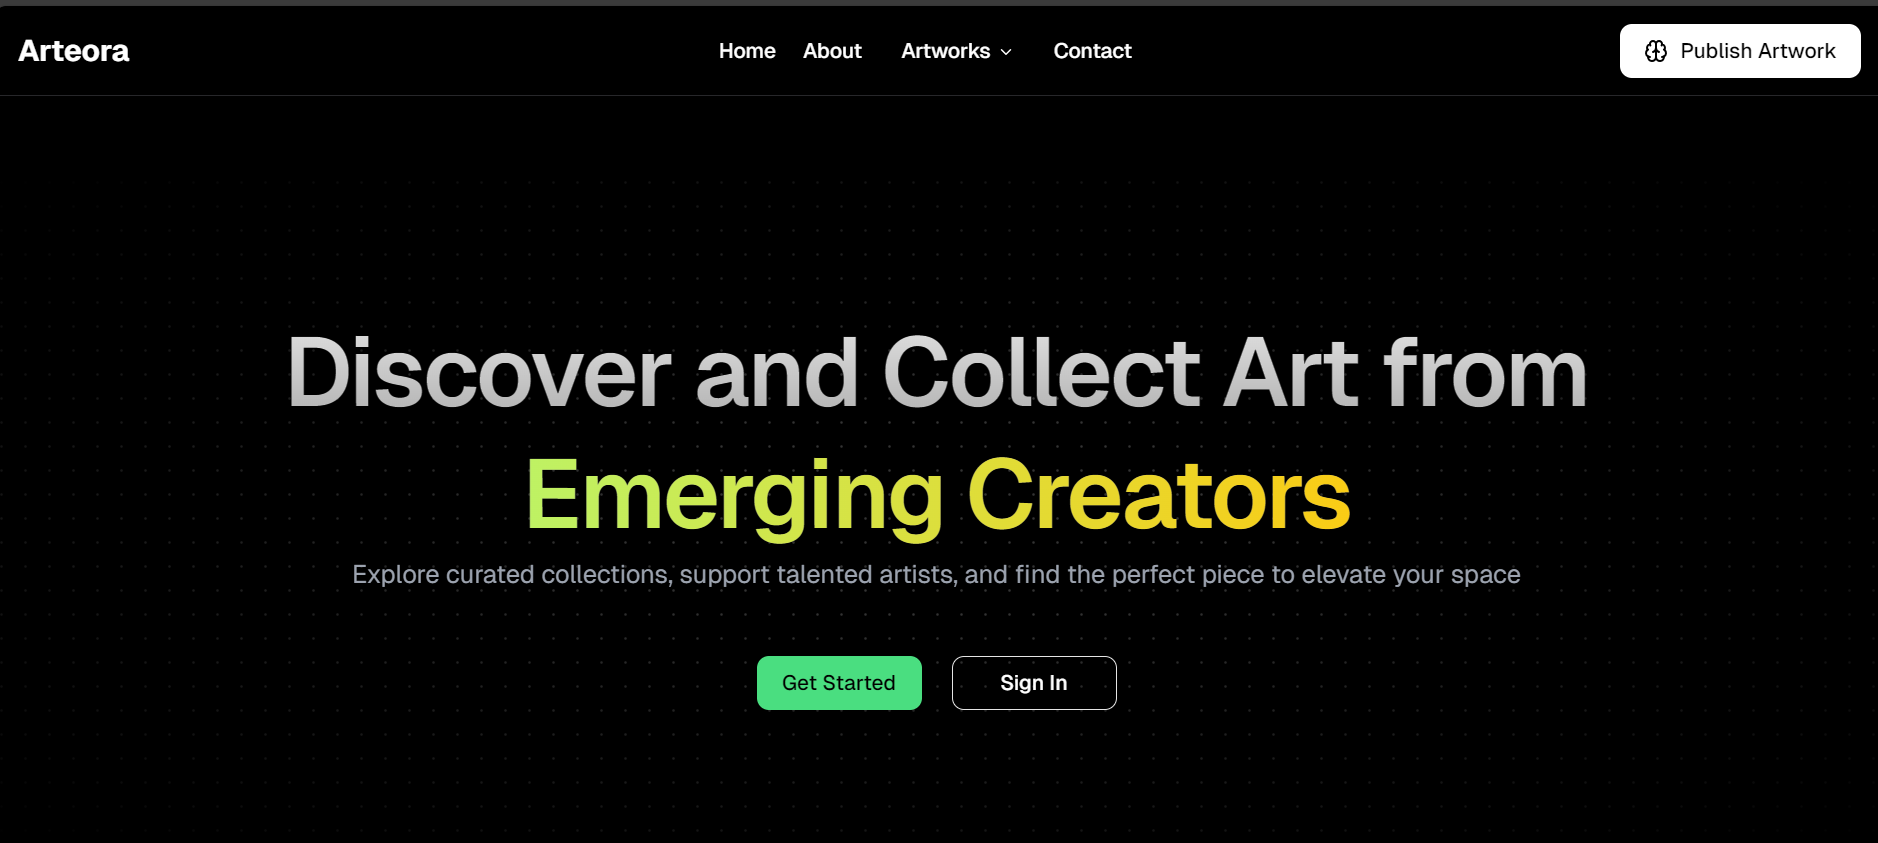 Arteora
Home
About
Artworks
Contact
Publish Artwork
Discover and Collect Art from
Emerging Creators
Explore curated collections, support talented artists, and find the perfect piece to elevate your space
Get Started
Sign In